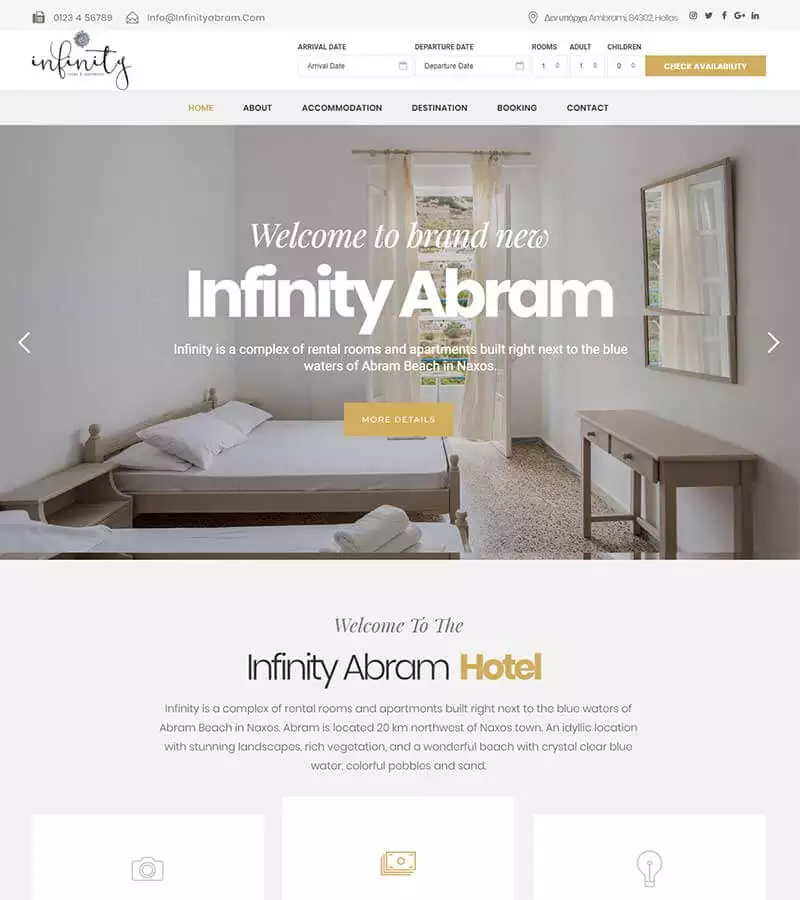 0123 4 56789
Info@Infinityabram.Com
Δεν υπάρχει Ambrami, 84302, Hallas
infinity
ARRIVAL DATE
DEPARTURE DATE
ROOMS
ADULT
CHILDREN
Arrival Date
Departure Date
1
1
0
CHECK AVAILABILITY
HOME
ABOUT
ACCOMMODATION
DESTINATION
BOOKING
CONTACT
Welcome to brand new
Infinity Abram
Infinity is a complex of rental rooms and apartments built right next to the blue
waters of Abram Beach in Naxos...
MORE DETAILS
Welcome To The
Infinity Abram Hotel
Infinity is a complex of rental rooms and apartments built right next to the blue waters of
Abram Beach in Naxos. Abram is located 20 km northwest of Naxos town. An idyllic location
with stunning landscapes, rich vegetation, and a wonderful beach with crystal clear blue
water, colorful pebbles and sand.